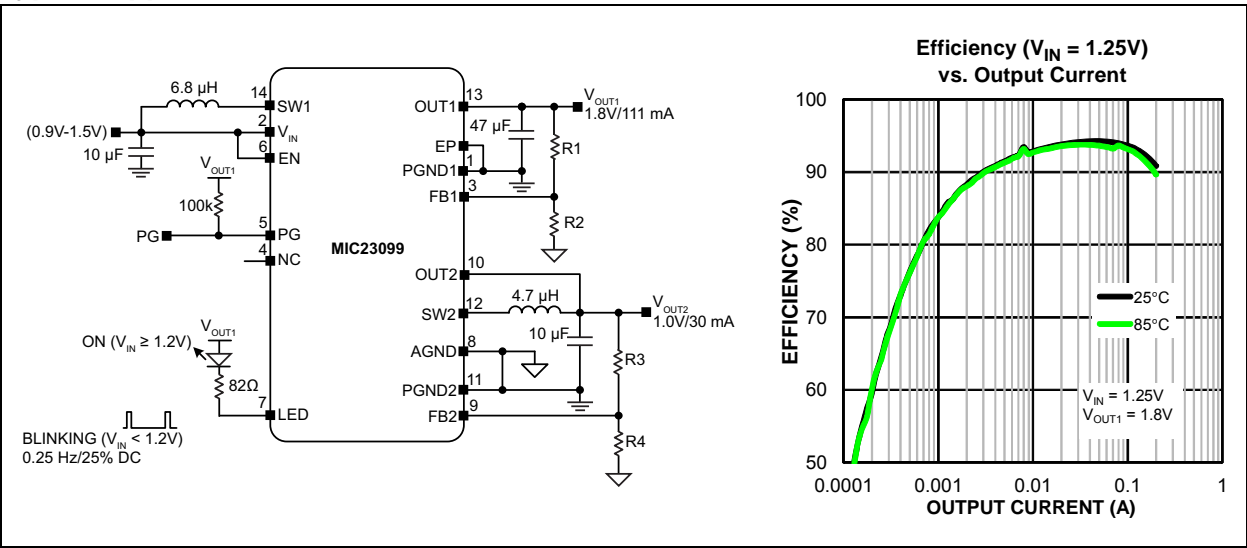 6.8 µH
14
SW1
(0.9V-1.5V)
2
VIN
6
EN
10 µF
VOUT1
100k
PG
5
PG
4
NC
MIC23099
ON (VIN ≥ 1.2V)
VOUT1
82Ω
7
LED
BLINKING (VIN < 1.2V)
0.25 Hz/25% DC
OUT1
13
VOUT1
1.8V/111 mA
47 µF
R1
EP
PGND1
1
FB1
3
R2
OUT2
10
SW2
12
4.7 µH
VOUT2
1.0V/30 mA
10 µF
AGND
8
R3
PGND2
11
FB2
9
R4
Efficiency (VIN = 1.25V)
vs. Output Current
EFFICIENCY (%)
100
90
80
70
60
50
25°C
85°C
VIN = 1.25V
VOUT1 = 1.8V
0.0001
0.001
0.01
0.1
1
OUTPUT CURRENT (A)